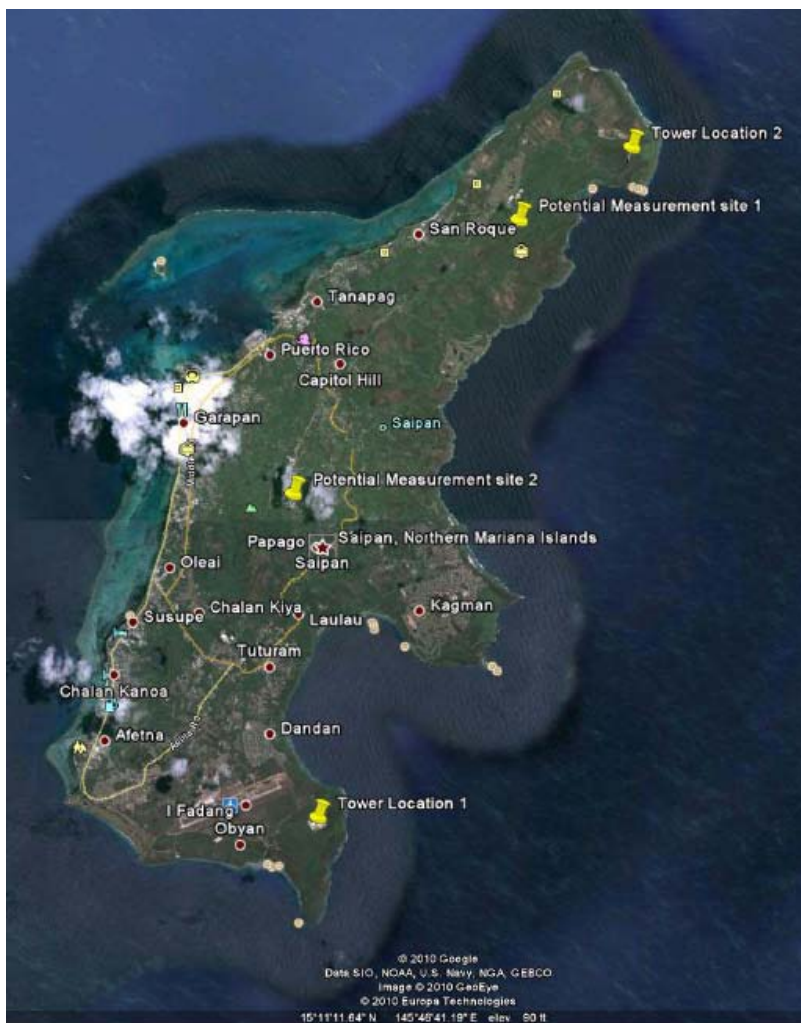 Tower Location 2
Potential Measurement site 1
San Roque
Tanapag
Puerto Rico
Capitol Hill
Garapan
Saipan
Middle
Potential Measurement site 2
Saipan, Northern Mariana Islands
Papago
Saipan
Oleai
Chalan Kiya
Laulau
Kagman
Susupe
Tuturam
Chalan Kanoa
Dandan
Afetna
Tower Location 1
I Fadang
Obyan
© 2010 Google
Data SIO, NOAA, U.S. Navy, NGA, GEBCO
Image © 2010 GeoEye
© 2010 Europa Technologies
15°11'11.64" N 145°46'41.19" E elev 90 ft